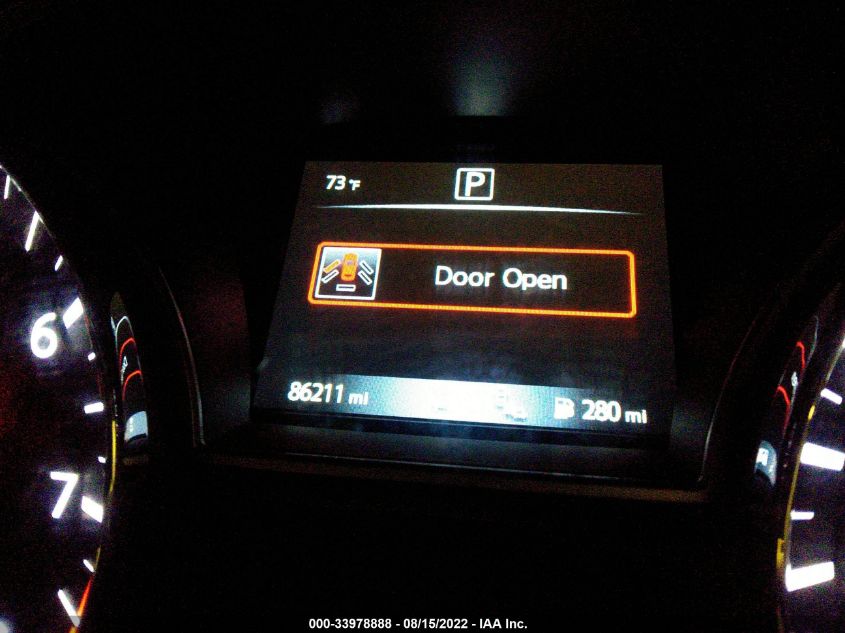 73°F
P
Door Open
86211 mi
280 mi
6
7
000-33978888 - 08/15/2022 - IAA Inc.